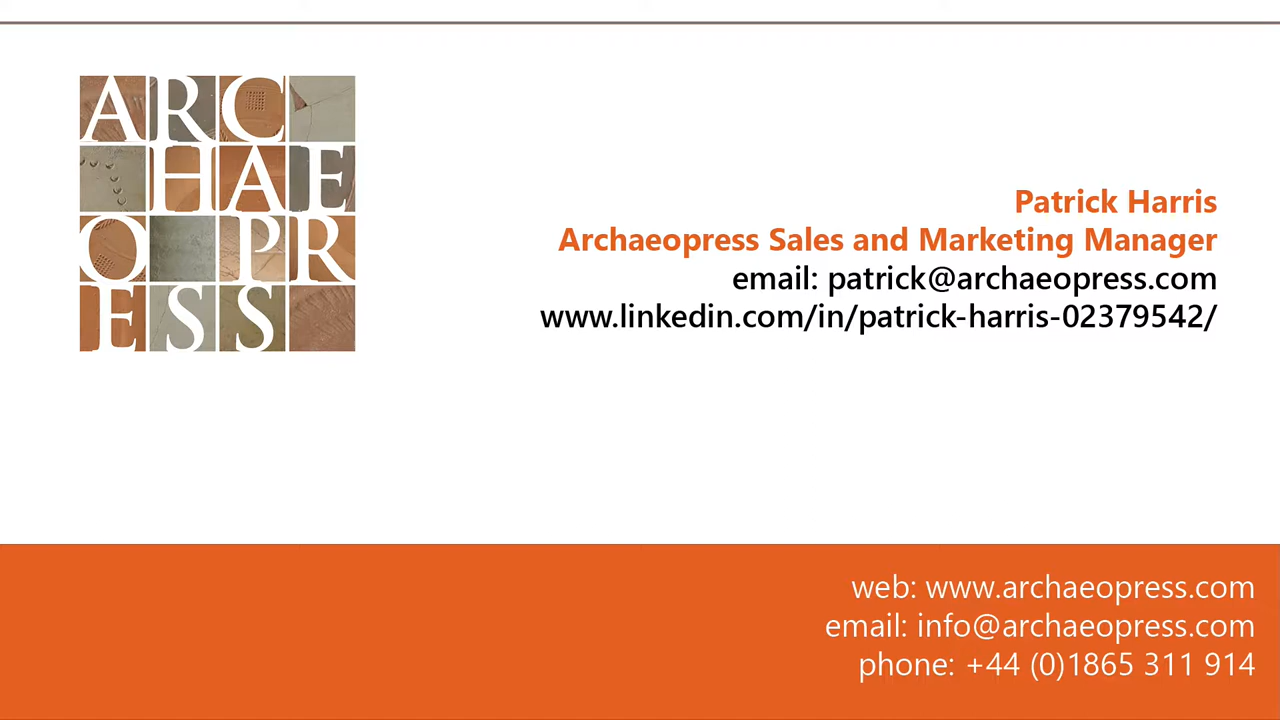 ARC
HAE
O PR
ESS
Patrick Harris
Archaeopress Sales and Marketing Manager
email: patrick@archaeopress.com
www.linkedin.com/in/patrick-harris-02379542/
web: www.archaeopress.com
email: info@archaeopress.com
phone: +44 (0)1865 311 914